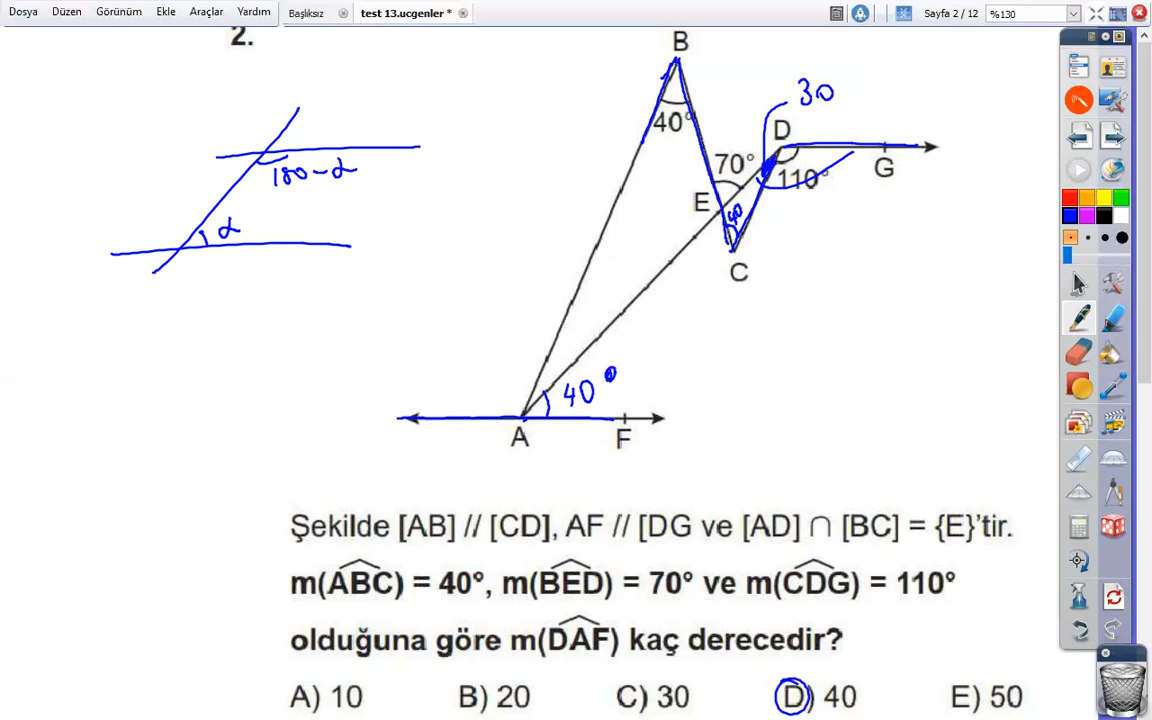 Dosya Düzen Görünüm Ekle Araçlar Yardım
Başlıksız
test 13.ucgenler *
Sayfa 2 / 12
%130
2.
B
40°
30
D
70°
110°
G
E
40
C
180-α
α
40°
A
F
Şekilde [AB] // [CD], AF // [DG ve [AD] ∩ [BC] = {E}'tir.
m(ABC) = 40°, m(BED) = 70° ve m(CDG) = 110°
olduğuna göre m(DAF) kaç derecedir?
A) 10 B) 20 C) 30 D) 40 E) 50